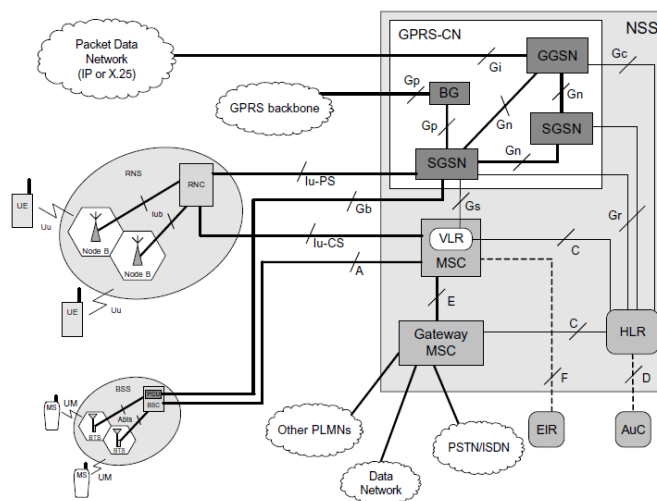 NSS
GPRS-CN
Packet Data
Network
(IP or X.25)
Gi
GGSN
Gc
Gp
BG
GPRS backbone
Gn
Gp
Gn
SGSN
Gn
SGSN
RNS
RNC
Iu-PS
UE
Uu
Iub
Gb
Gs
Gr
Node B
Node B
Iu-CS
VLR
MSC
C
A
UE
Uu
E
Gateway
MSC
C
HLR
BSS
PCU
BSC
MS
UM
Abis
BTS
BTS
F
D
Other PLMNs
PSTN/ISDN
EIR
AuC
MS
UM
Data
Network